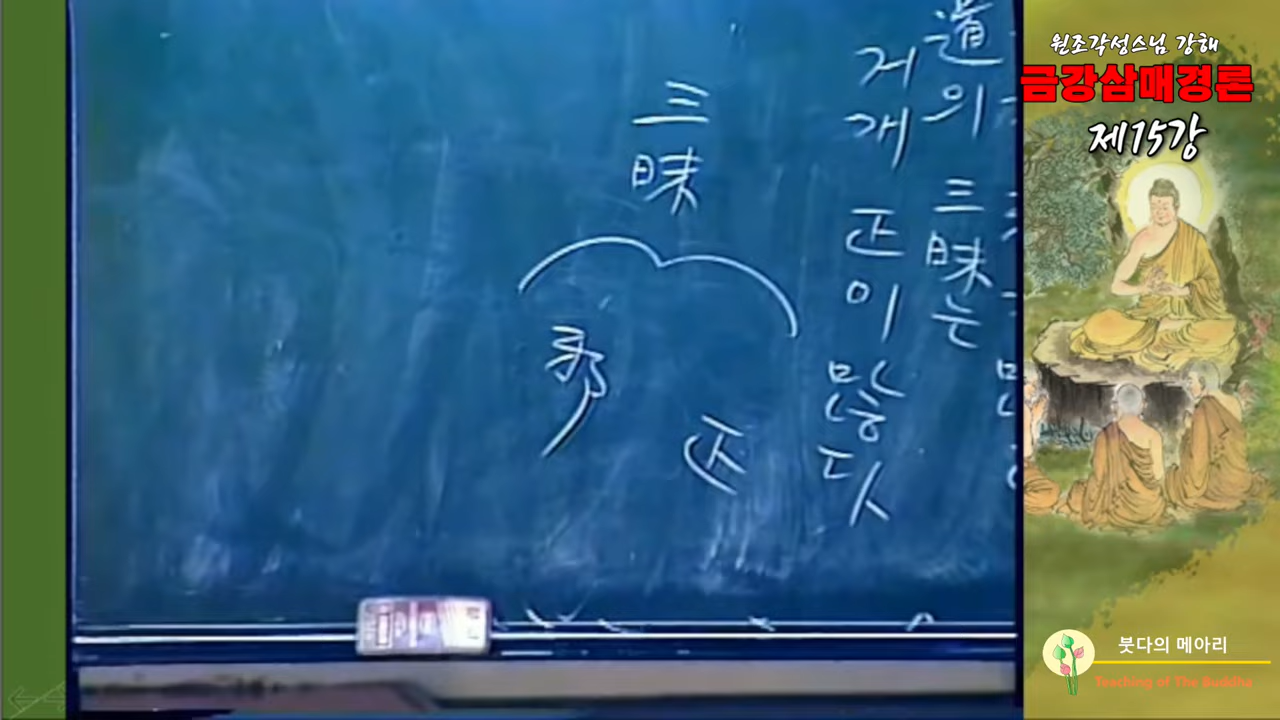 원조각성스님 강해
금강삼매경론
제15강
道의 三昧는
거개 正이 많다
三昧
邪
正
붓다의 메아리
Teaching of The Buddha